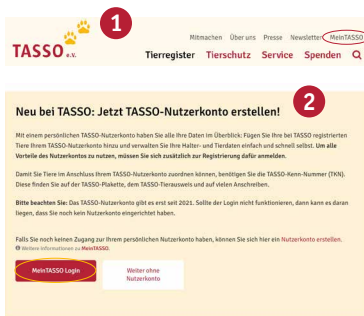 1
Mitmachen Über uns Presse Newsletter MeinTASSO
TASSO e.V.
Tierregister Tierschutz Service Spenden
2
Neu bei TASSO: Jetzt TASSO-Nutzerkonto erstellen!
Mit einem persönlichen TASSO-Nutzerkonto haben Sie alle Ihre Daten im Überblick: Fügen Sie Ihre bei TASSO registrierten
Tiere Ihrem TASSO-Nutzerkonto hinzu und verwalten Sie Ihre Halter- und Tierdaten einfach und schnell selbst. Um alle
Vorteile des Nutzerkontos zu nutzen, müssen Sie sich zusätzlich zur Registrierung dafür anmelden.
Damit Sie Tiere im Anschluss Ihrem TASSO-Nutzerkonto zuordnen können, benötigen Sie die TASSO-Kenn-Nummer (TKN).
Diese finden Sie auf der TASSO-Plakette, dem TASSO-Tierausweis und auf vielen Anschreiben.
Bitte beachten Sie: Das TASSO-Nutzerkonto gibt es erst seit 2021. Sollte der Login nicht funktionieren, dann kann es daran
liegen, dass Sie noch kein Nutzerkonto eingerichtet haben.
Falls Sie noch keinen Zugang zur Ihrem persönlichen Nutzerkonto haben, können Sie sich hier ein Nutzerkonto erstellen.
Weitere Informationen zu MeinTASSO.
MeinTASSO Login
Weiter ohne
Nutzerkonto